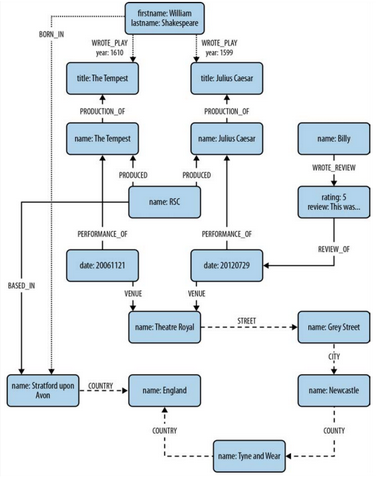 firstname: William
lastname: Shakespeare
BORN_IN
WROTE_PLAY
year: 1610
WROTE_PLAY
year: 1599
title: The Tempest
title: Julius Caesar
PRODUCTION_OF
PRODUCTION_OF
name: The Tempest
name: Julius Caesar
name: Billy
WROTE_REVIEW
PRODUCED
PRODUCED
name: RSC
rating: 5
review: This was...
PERFORMANCE_OF
PERFORMANCE_OF
REVIEW_OF
date: 20061121
date: 20120729
BASED_IN
VENUE
VENUE
name: Theatre Royal
STREET
name: Grey Street
CITY
name: Stratford upon
Avon
COUNTRY
name: England
name: Newcastle
COUNTRY
COUNTY
name: Tyne and Wear